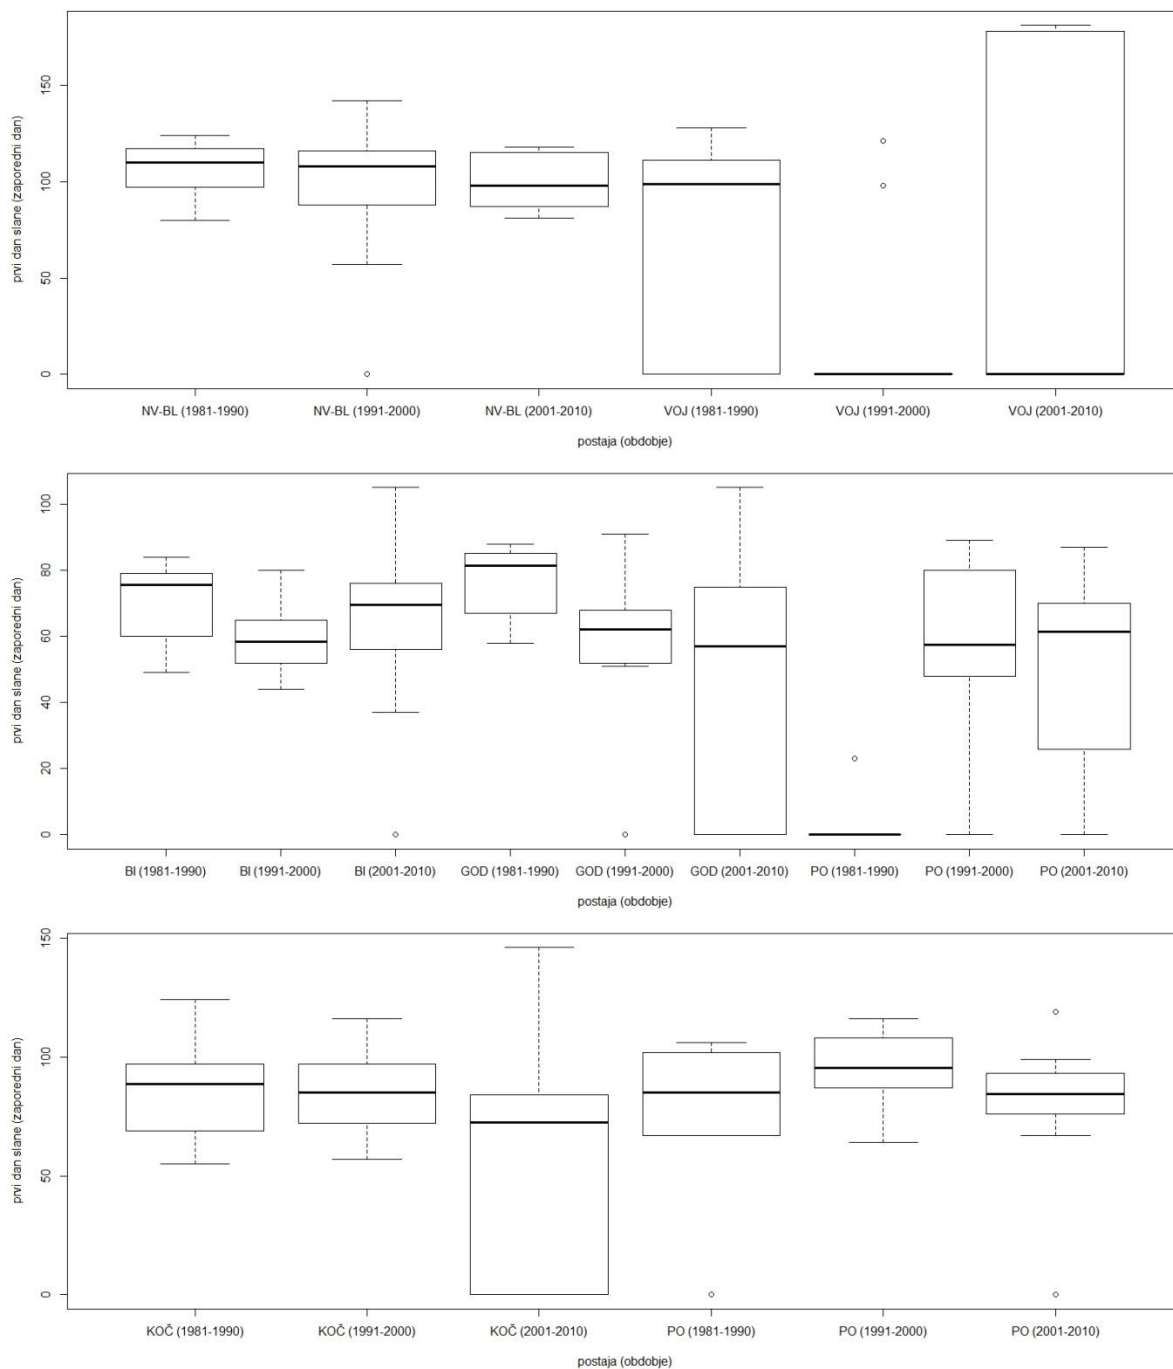 prvi dan slane (zaporedni dan)
150
100
50
0
NV-BL (1981-1990) NV-BL (1991-2000) NV-BL (2001-2010) VOJ (1981-1990) VOJ (1991-2000) VOJ (2001-2010)
postaja (obdobje)
prvi dan slane (zaporedni dan)
100
80
60
40
20
0
BI (1981-1990) BI (1991-2000) BI (2001-2010) GOD (1981-1990) GOD (1991-2000) GOD (2001-2010) PO (1981-1990) PO (1991-2000) PO (2001-2010)
postaja (obdobje)
prvi dan slane (zaporedni dan)
150
100
50
0
KOČ (1981-1990) KOČ (1991-2000) KOČ (2001-2010) PO (1981-1990) PO (1991-2000) PO (2001-2010)
postaja (obdobje)